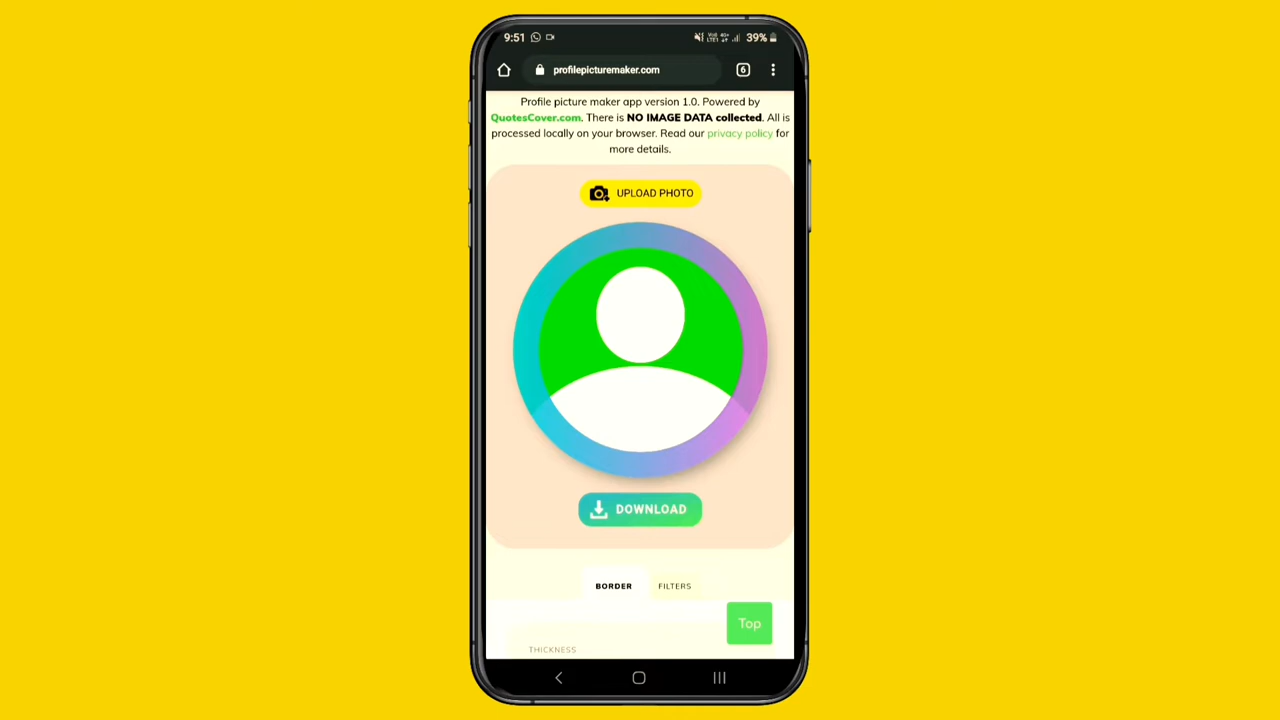 9:51 39%
profilepicturemaker.com 6
Profile picture maker app version 1.0. Powered by
QuotesCover.com. There is NO IMAGE DATA collected. All is
processed locally on your browser. Read our privacy policy for
more details.
UPLOAD PHOTO
DOWNLOAD
BORDER FILTERS
Top
THICKNESS